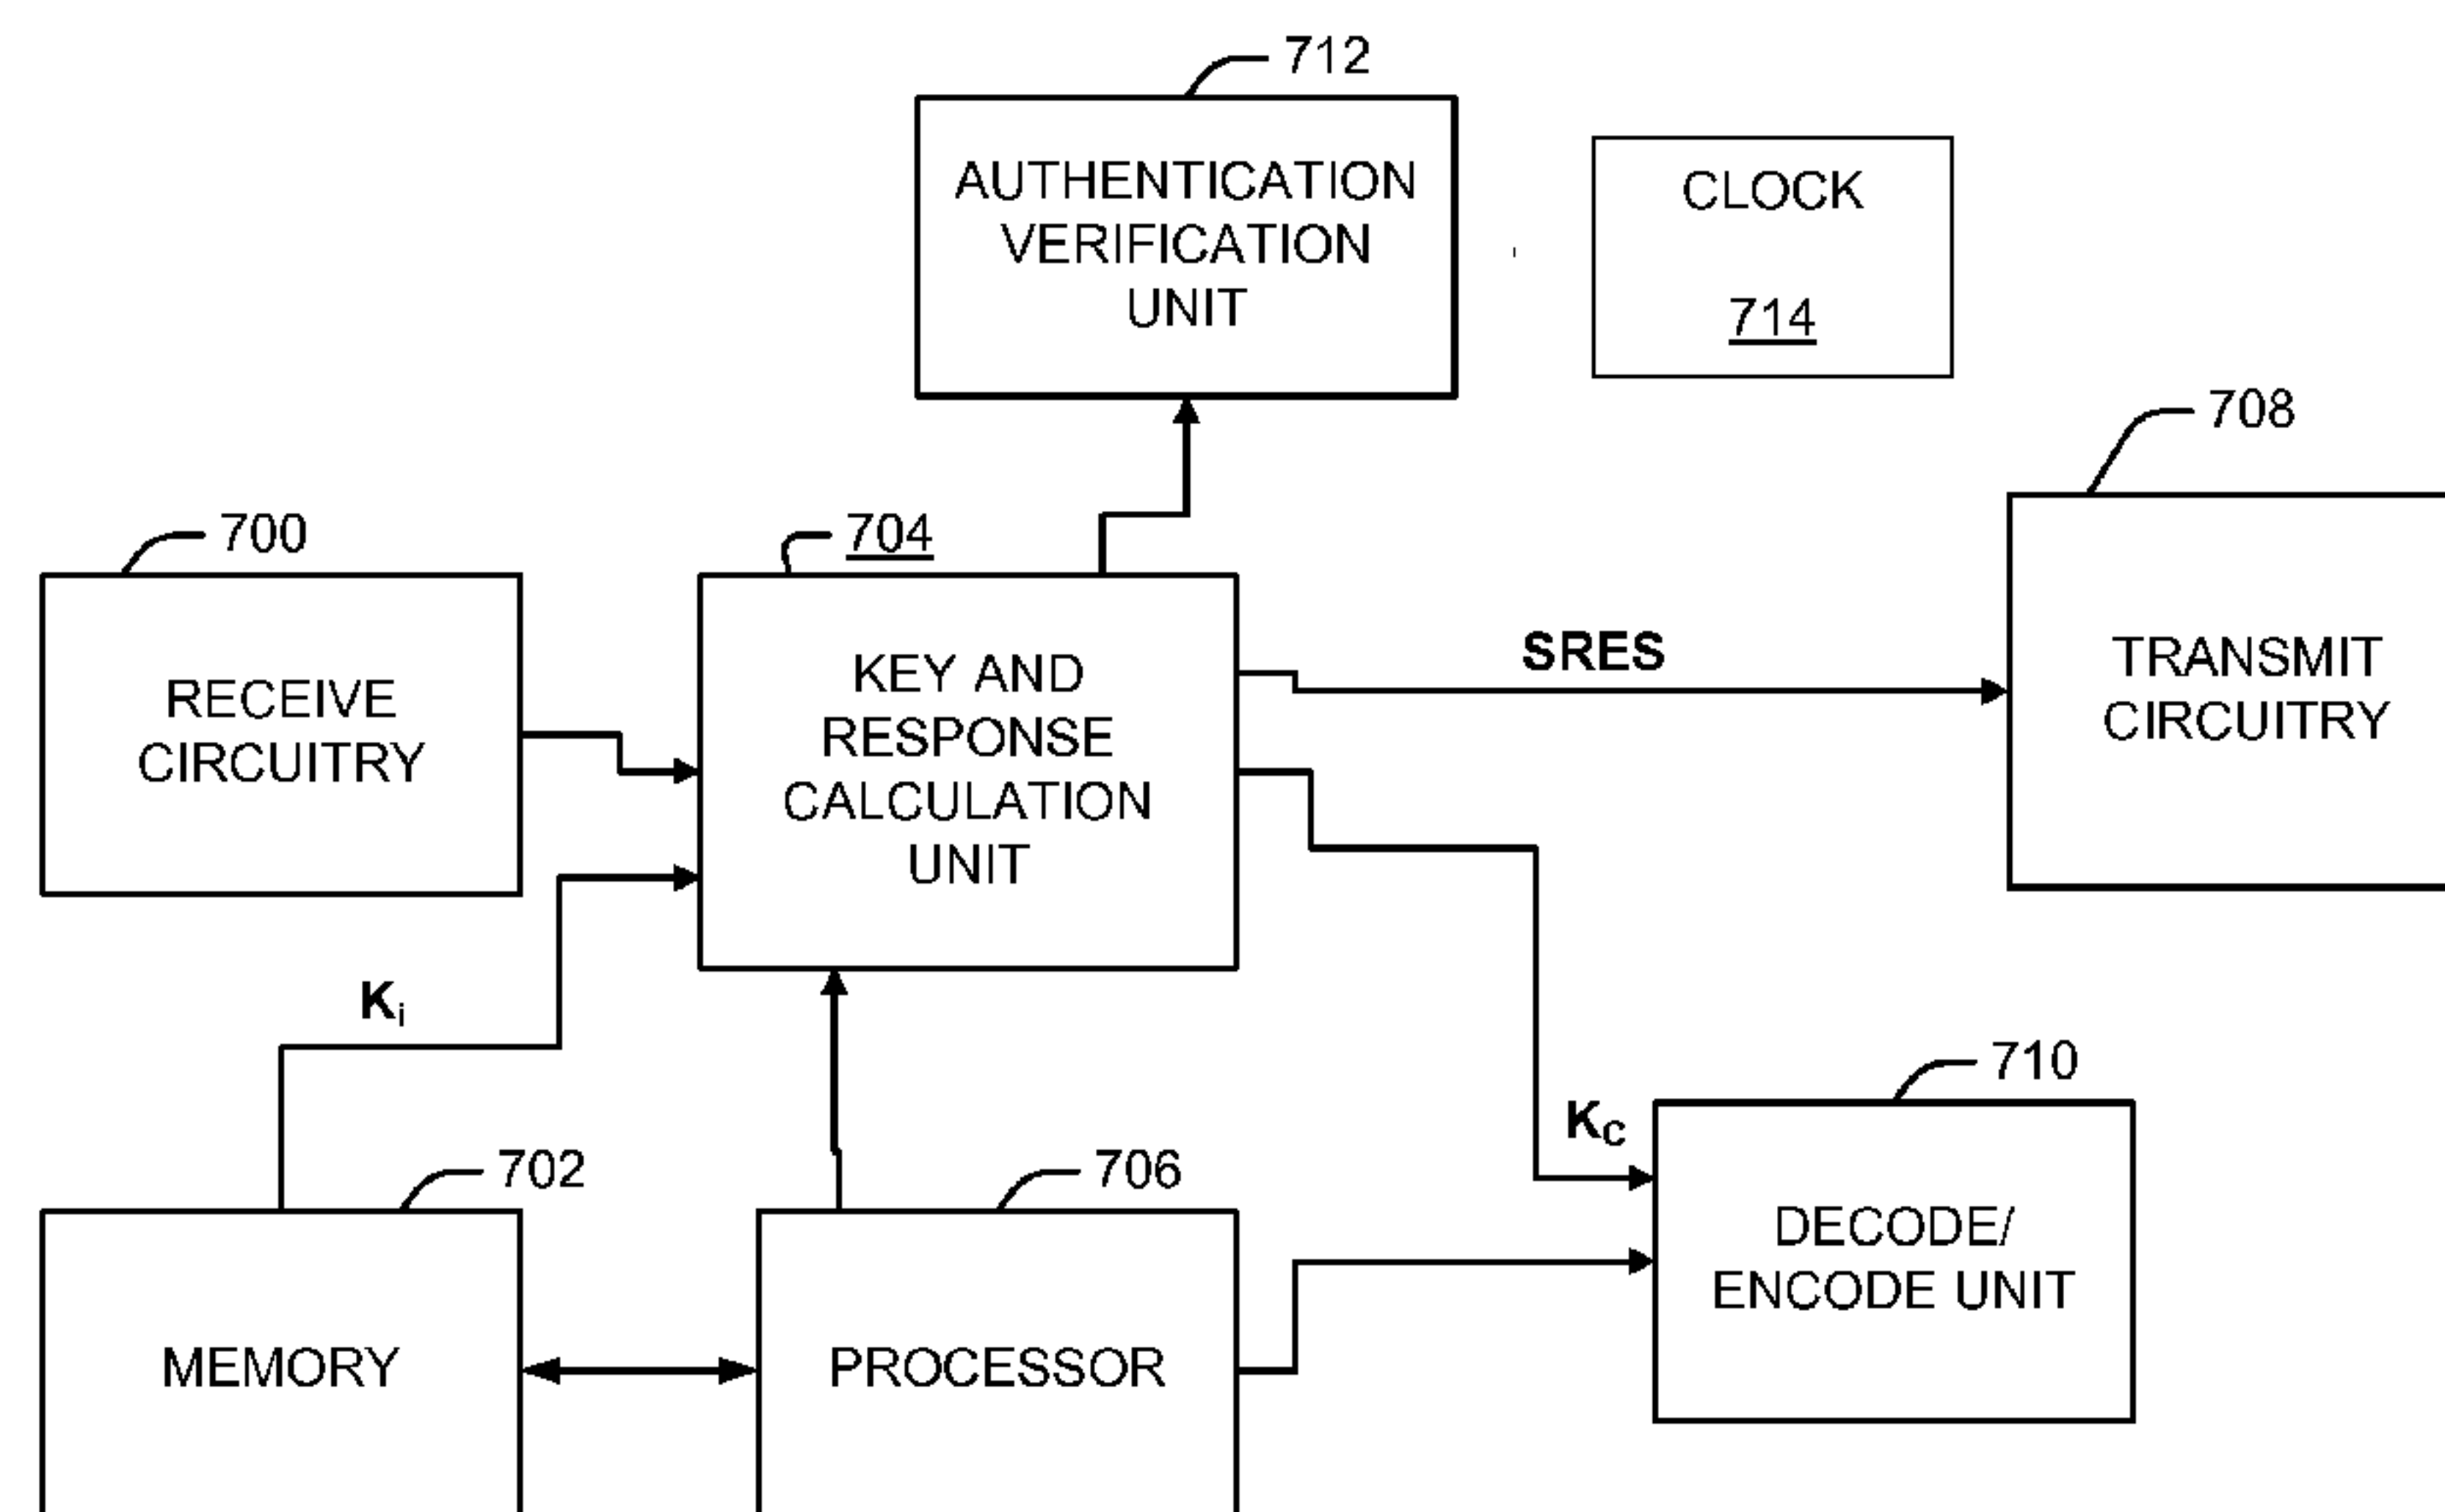 712
AUTHENTICATION
VERIFICATION
UNIT
CLOCK
714
708
700
704
RECEIVE
CIRCUITRY
KEY AND
RESPONSE
CALCULATION
UNIT
SRES
TRANSMIT
CIRCUITRY
Ki
702
706
710
KC
DECODE/
ENCODE UNIT
MEMORY
PROCESSOR